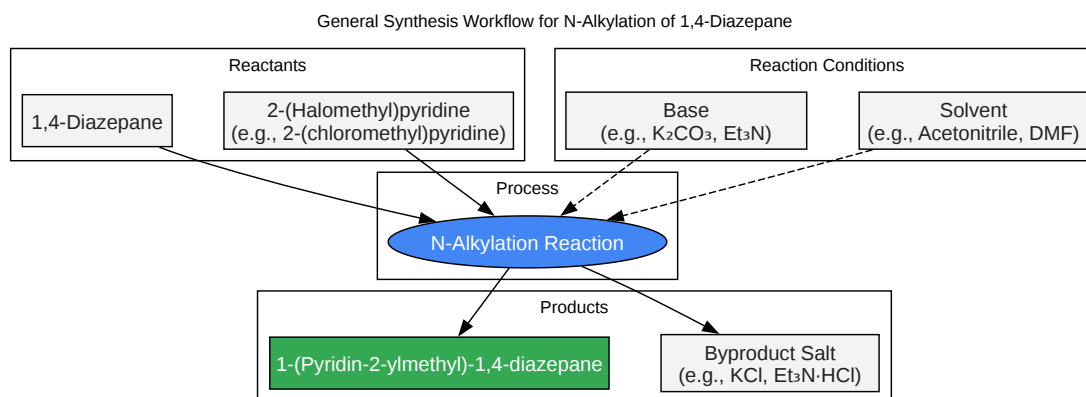 General Synthesis Workflow for N-Alkylation of 1,4-Diazepane
Reactants
1,4-Diazepane
2-(Halomethyl)pyridine
(e.g., 2-(chloromethyl)pyridine)
Reaction Conditions
Base
(e.g., K₂CO₃, Et₃N)
Solvent
(e.g., Acetonitrile, DMF)
Process
N-Alkylation Reaction
Products
1-(Pyridin-2-ylmethyl)-1,4-diazepane
Byproduct Salt
(e.g., KCl, Et₃N·HCl)